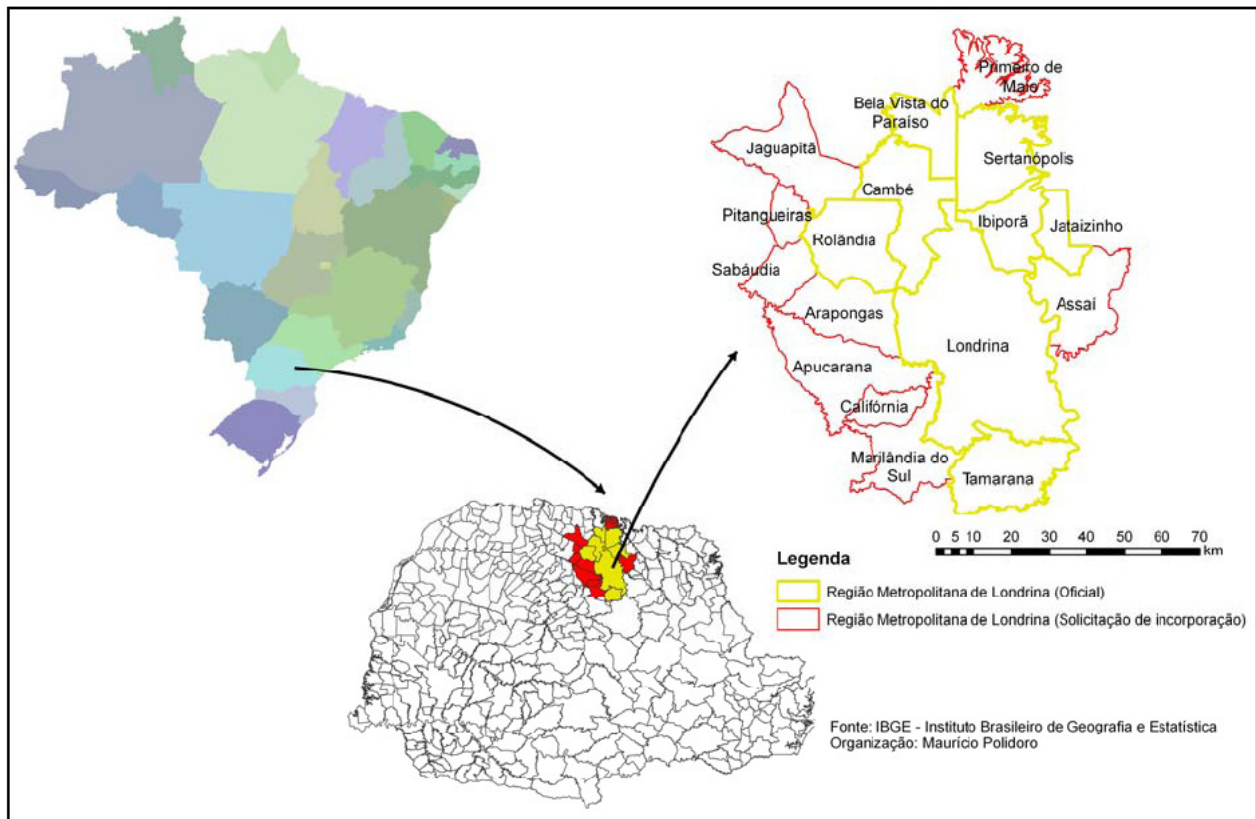 Primeiro de
Maio
Bela Vista do
Paraíso
Jaguapitã
Sertanópolis
Cambé
Pitangueiras
Ibiporã
Jataizinho
Rolândia
Sabáudia
Assaí
Arapongas
Londrina
Apucarana
Califórnia
Marilândia do
Sul
Tamarana
0 5 10 20 30 40 50 60 70
km
Legenda
Região Metropolitana de Londrina (Oficial)
Região Metropolitana de Londrina (Solicitação de incorporação)
Fonte: IBGE - Instituto Brasileiro de Geografia e Estatística
Organização: Maurício Polidoro